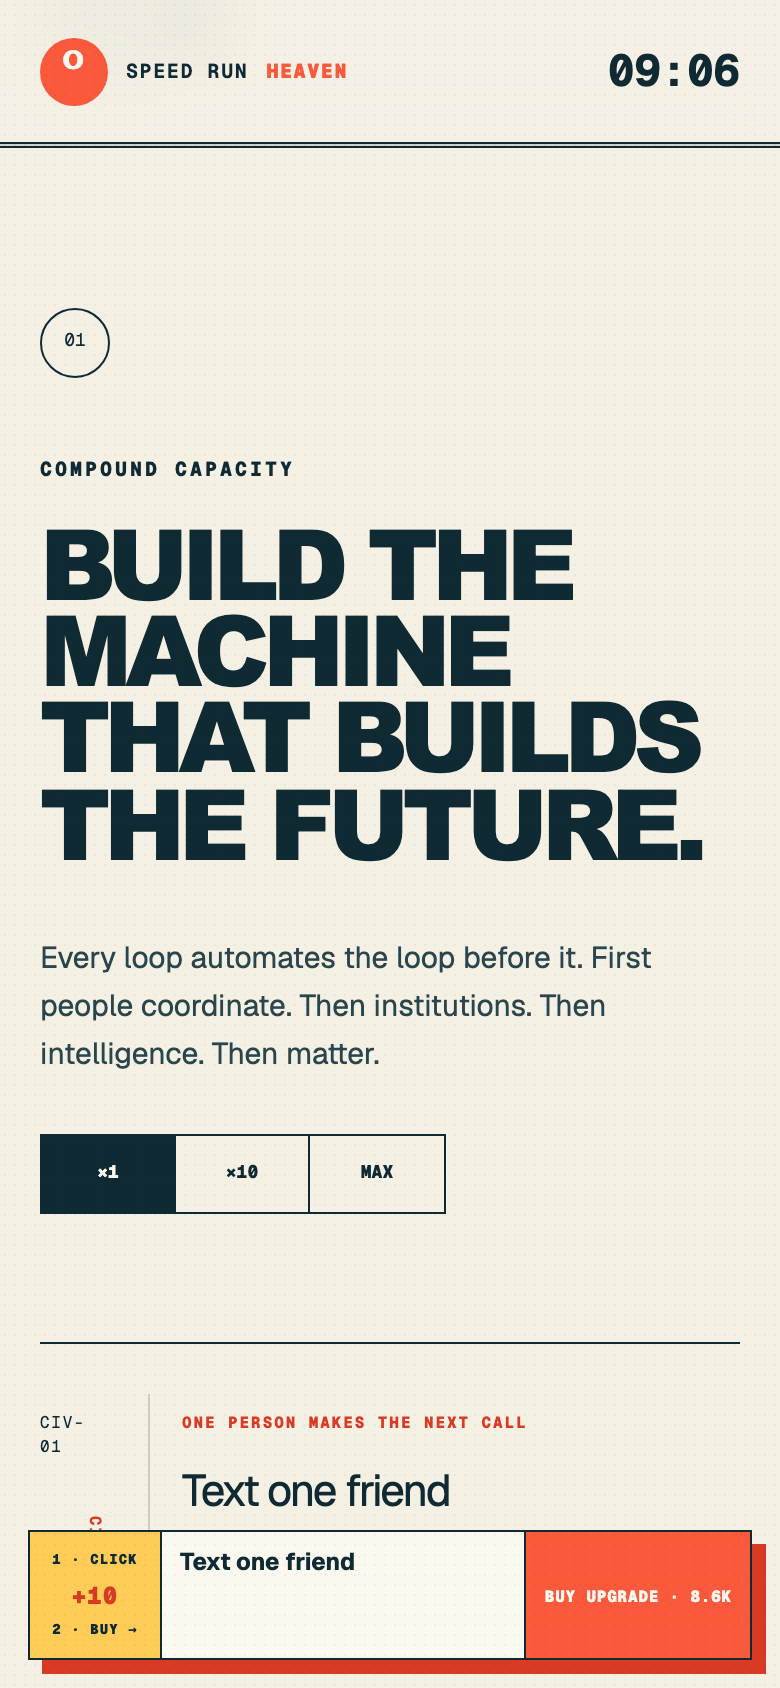 o
SPEED RUN HEAVEN
09:06
01
COMPOUND CAPACITY
BUILD THE
MACHINE
THAT BUILDS
THE FUTURE.
Every loop automates the loop before it. First
people coordinate. Then institutions. Then
intelligence. Then matter.
×1
×10
MAX
CIV-
01
ONE PERSON MAKES THE NEXT CALL
Text one friend
1 · CLICK
+10
2 · BUY →
Text one friend
BUY UPGRADE · 8.6K